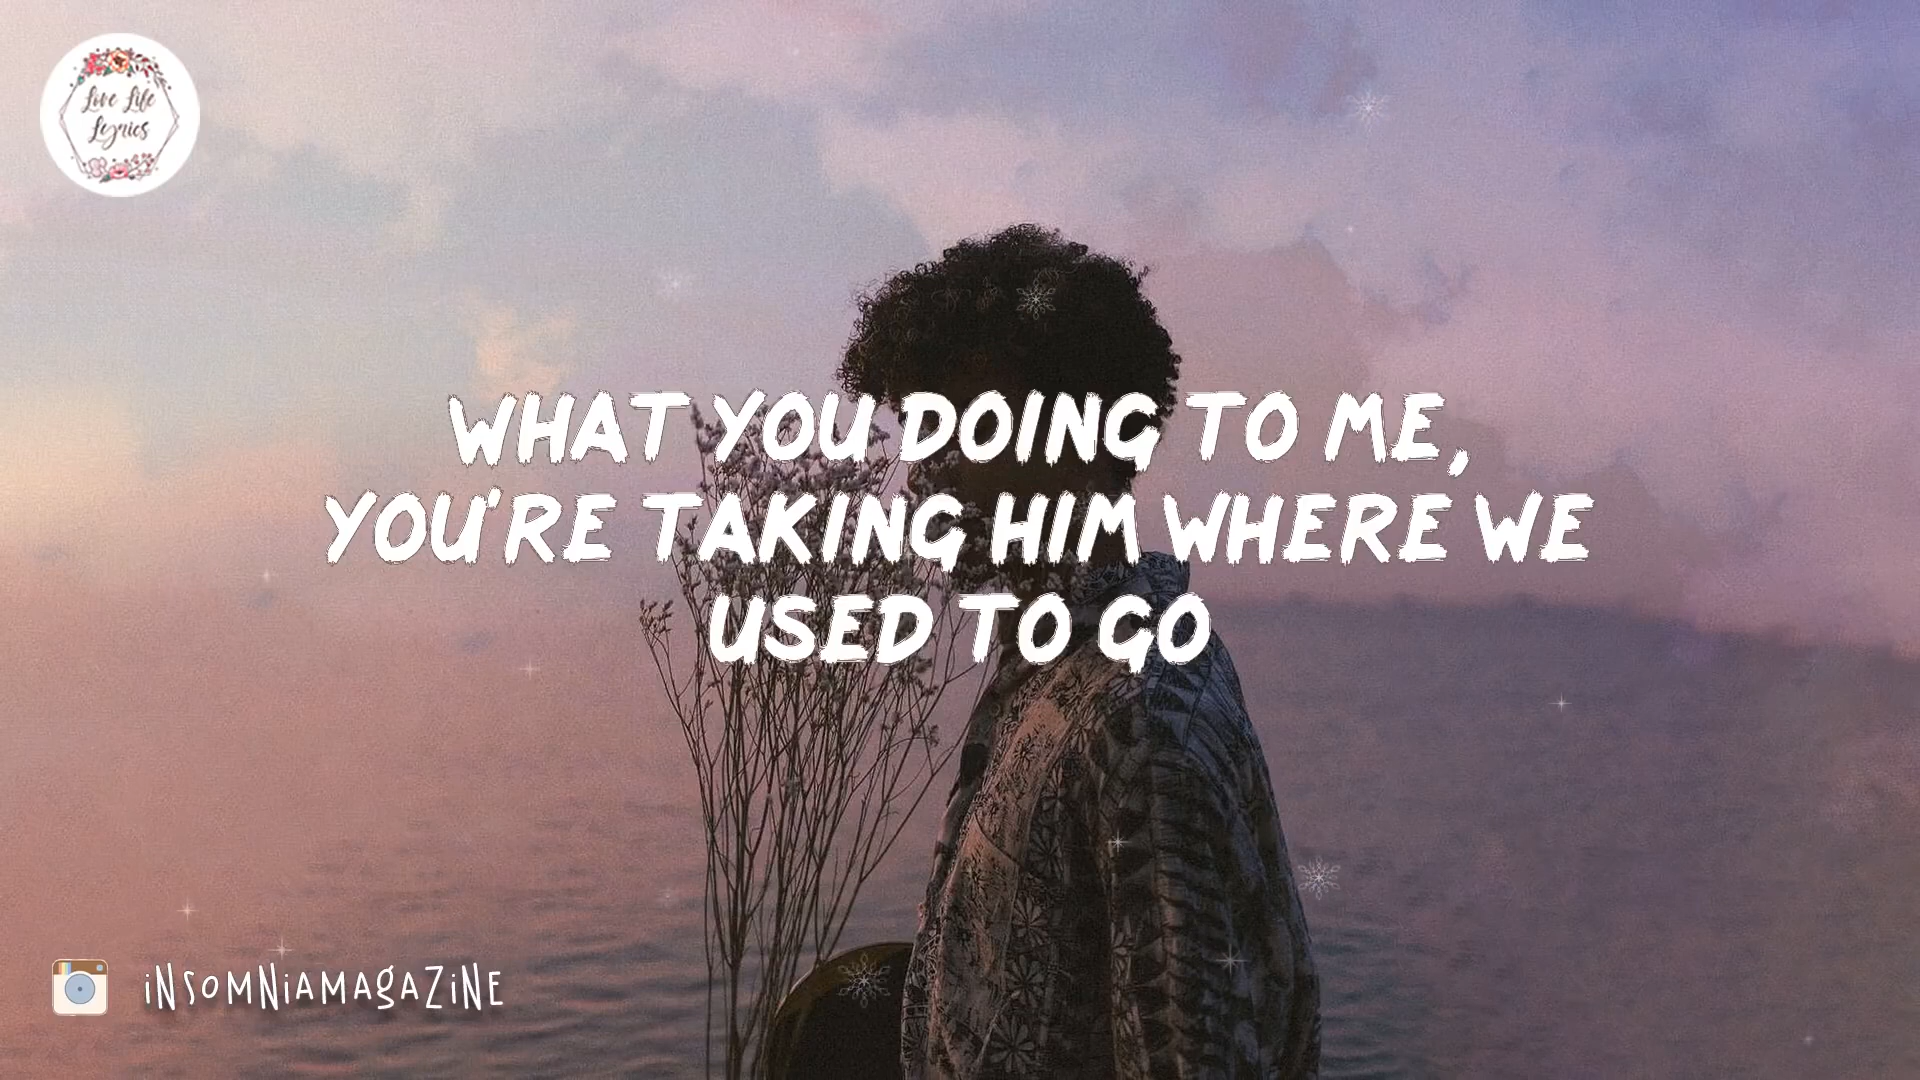 Love Life
Lyrics
WHAT YOU DOING TO ME,
YOU'RE TAKING HIM WHERE WE
USED TO GO
iNSOMNiAMAgAZiNE